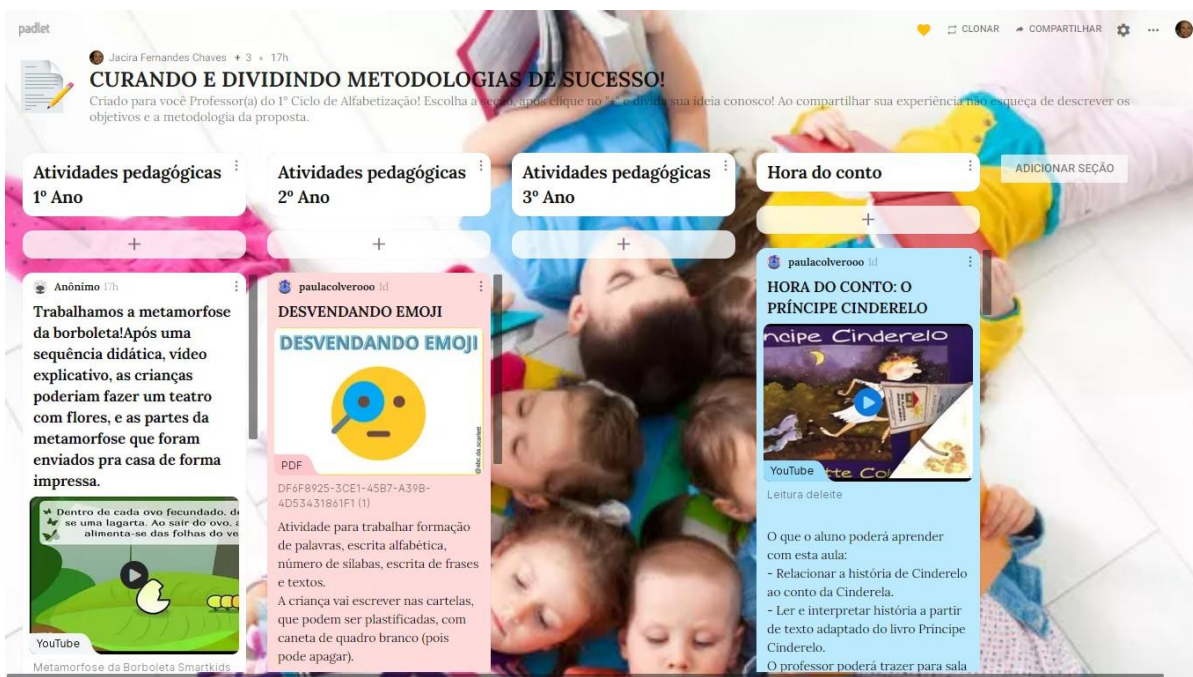 padlet
CLONAR
COMPARTILHAR
Jacira Fernandes Chaves + 3 • 17h
CURANDO E DIVIDINDO METODOLOGIAS DE SUCESSO!
Criado para você Professor(a) do 1º Ciclo de Alfabetização! Escolha a seção, após clique no "+" e divida sua ideia conosco! Ao compartilhar sua experiência não esqueça de descrever os
objetivos e a metodologia da proposta.
Atividades pedagógicas
1º Ano
Anônimo 17h
Trabalhamos a metamorfose
da borboleta!Após uma
sequência didática, vídeo
explicativo, as crianças
poderiam fazer um teatro
com flores, e as partes da
metamorfose que foram
enviados pra casa de forma
impressa.
Dentro de cada ovo fecundado, de
se uma lagarta. Ao sair do ovo, a
alimenta-se das folhas do ve
YouTube
Metamorfose da Borboleta Smartkids
Atividades pedagógicas
2º Ano
paulacolverooo 1d
DESVENDANDO EMOJI
DESVENDANDO EMOJI
@abc.da.scarlett
PDF
DF6F8925-3CE1-45B7-A39B-
4D53431861F1 (1)
Atividade para trabalhar formação
de palavras, escrita alfabética,
número de sílabas, escrita de frases
e textos.
A criança vai escrever nas cartelas,
que podem ser plastificadas, com
caneta de quadro branco (pois
pode apagar).
Atividades pedagógicas
3º Ano
Hora do conto
paulacolverooo 1d
HORA DO CONTO: O
PRÍNCIPE CINDERELO
ncipe Cinderelo
tte Co
YouTube
Leitura deleite
O que o aluno poderá aprender
com esta aula:
- Relacionar a história de Cinderelo
ao conto da Cinderela.
- Ler e interpretar história a partir
de texto adaptado do livro Principe
Cinderelo.
O professor poderá trazer para sala
ADICIONAR SEÇÃO